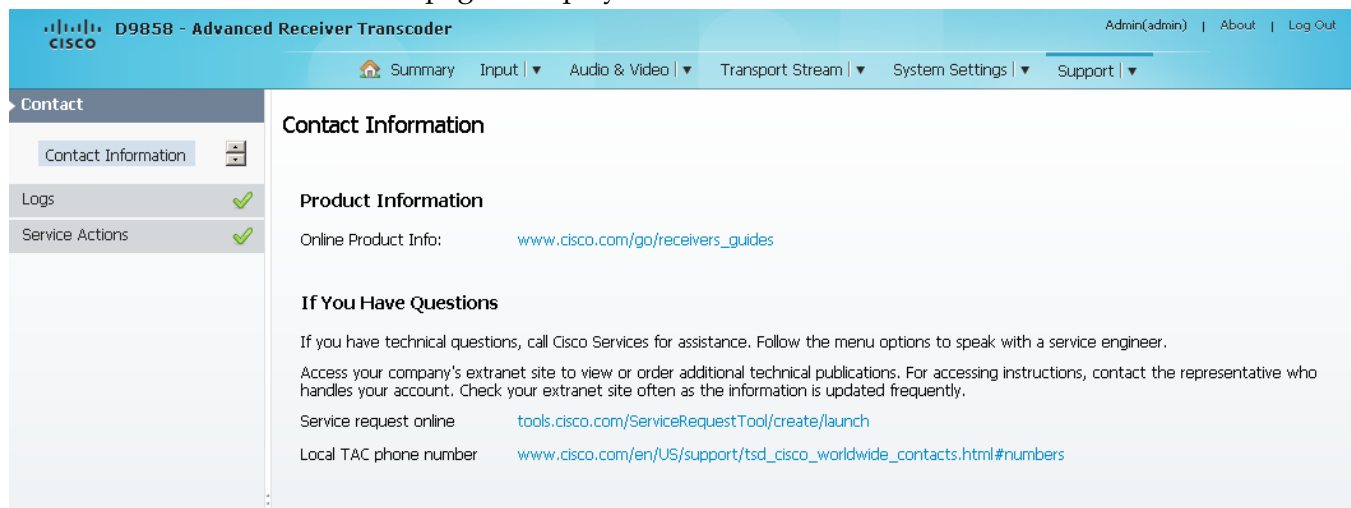 D9858 - Advanced Receiver Transcoder
CISCO
Admin(admin) | About | Log Out
Summary Input | ▼ Audio & Video | ▼ Transport Stream | ▼ System Settings | ▼ Support | ▼
Contact
Contact Information
Logs
Service Actions
Contact Information
Product Information
Online Product Info: www.cisco.com/go/receivers_guides
If You Have Questions
If you have technical questions, call Cisco Services for assistance. Follow the menu options to speak with a service engineer.
Access your company's extranet site to view or order additional technical publications. For accessing instructions, contact the representative who
handles your account. Check your extranet site often as the information is updated frequently.
Service request online tools.cisco.com/ServiceRequestTool/create/launch
Local TAC phone number www.cisco.com/en/US/support/tsd_cisco_worldwide_contacts.html#numbers